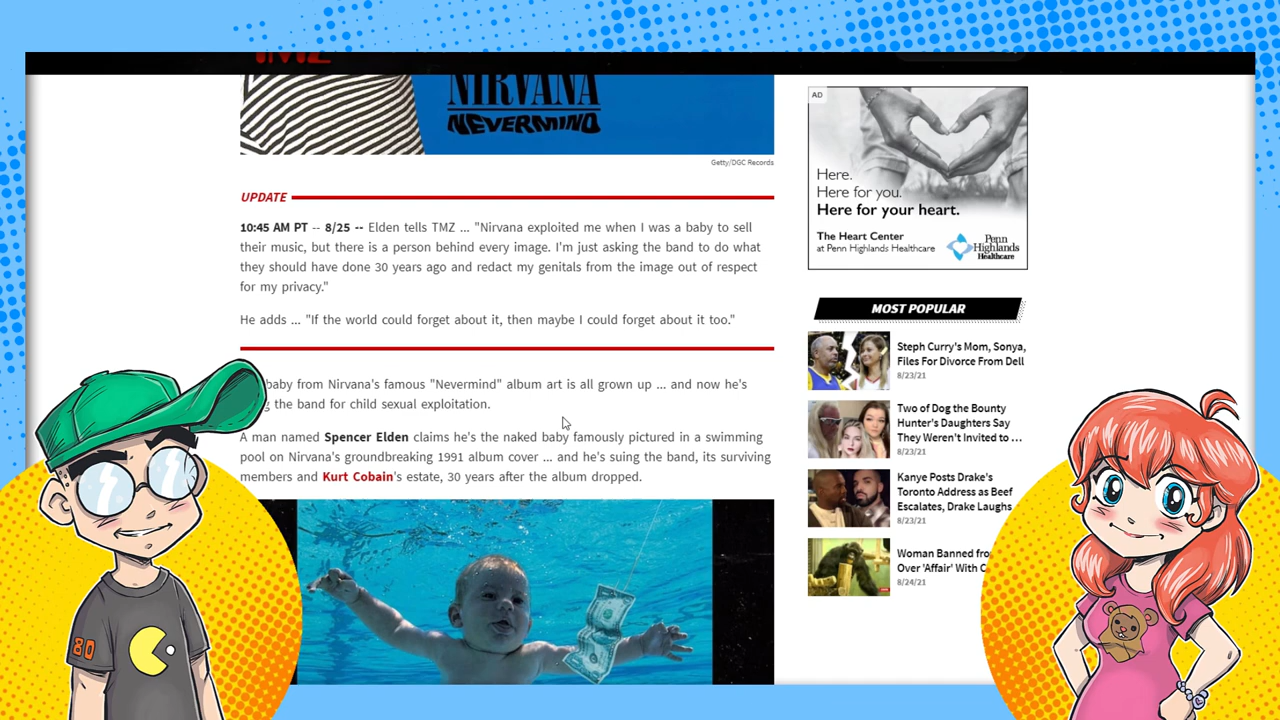 TMZ
NIRVANA
NEVERMIND
Getty/DGC Records
UPDATE
10:45 AM PT -- 8/25 -- Elden tells TMZ ... "Nirvana exploited me when I was a baby to sell
their music, but there is a person behind every image. I'm just asking the band to do what
they should have done 30 years ago and redact my genitals from the image out of respect
for my privacy."
He adds ... "If the world could forget about it, then maybe I could forget about it too."
baby from Nirvana's famous "Nevermind" album art is all grown up ... and now he's
the band for child sexual exploitation.
A man named Spencer Elden claims he's the naked baby famously pictured in a swimming
pool on Nirvana's groundbreaking 1991 album cover ... and he's suing the band, its surviving
members and Kurt Cobain's estate, 30 years after the album dropped.
AD
Here.
Here for you.
Here for your heart.
The Heart Center
at Penn Highlands Healthcare
Penn
Highlands
Healthcare
MOST POPULAR
Steph Curry's Mom, Sonya,
Files For Divorce From Dell
8/23/21
Two of Dog the Bounty
Hunter's Daughters Say
They Weren't Invited to ...
8/23/21
Kanye Posts Drake's
Toronto Address as Beef
Escalates, Drake Laughs
8/23/21
Woman Banned
Over 'Affair' With
8/24/21
80